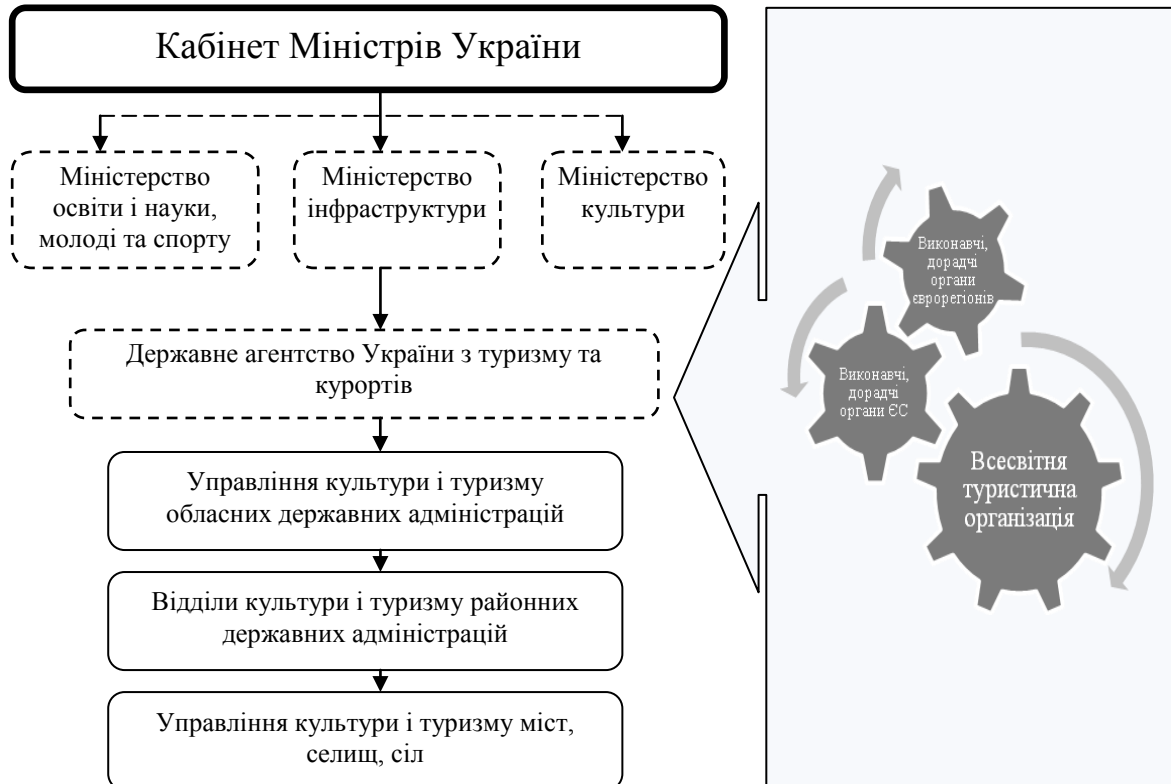 Кабінет Міністрів України
Міністерство
освіти і науки,
молоді та спорту
Міністерство
інфраструктури
Міністерство
культури
Державне агентство України з туризму та
курортів
Управління культури і туризму
обласних державних адміністрацій
Відділи культури і туризму районних
державних адміністрацій
Управління культури і туризму міст,
селищ, сіл
Виконавчі,
дорадчі
органи
єврорегіонів
Виконавчі,
дорадчі
органи ЄС
Всесвітня
туристична
організація